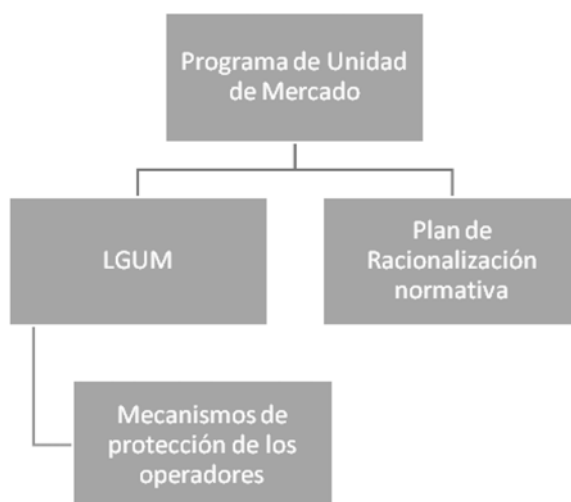 Programa de Unidad
de Mercado
LGUM
Plan de
Racionalización
normativa
Mecanismos de
protección de los
operadores